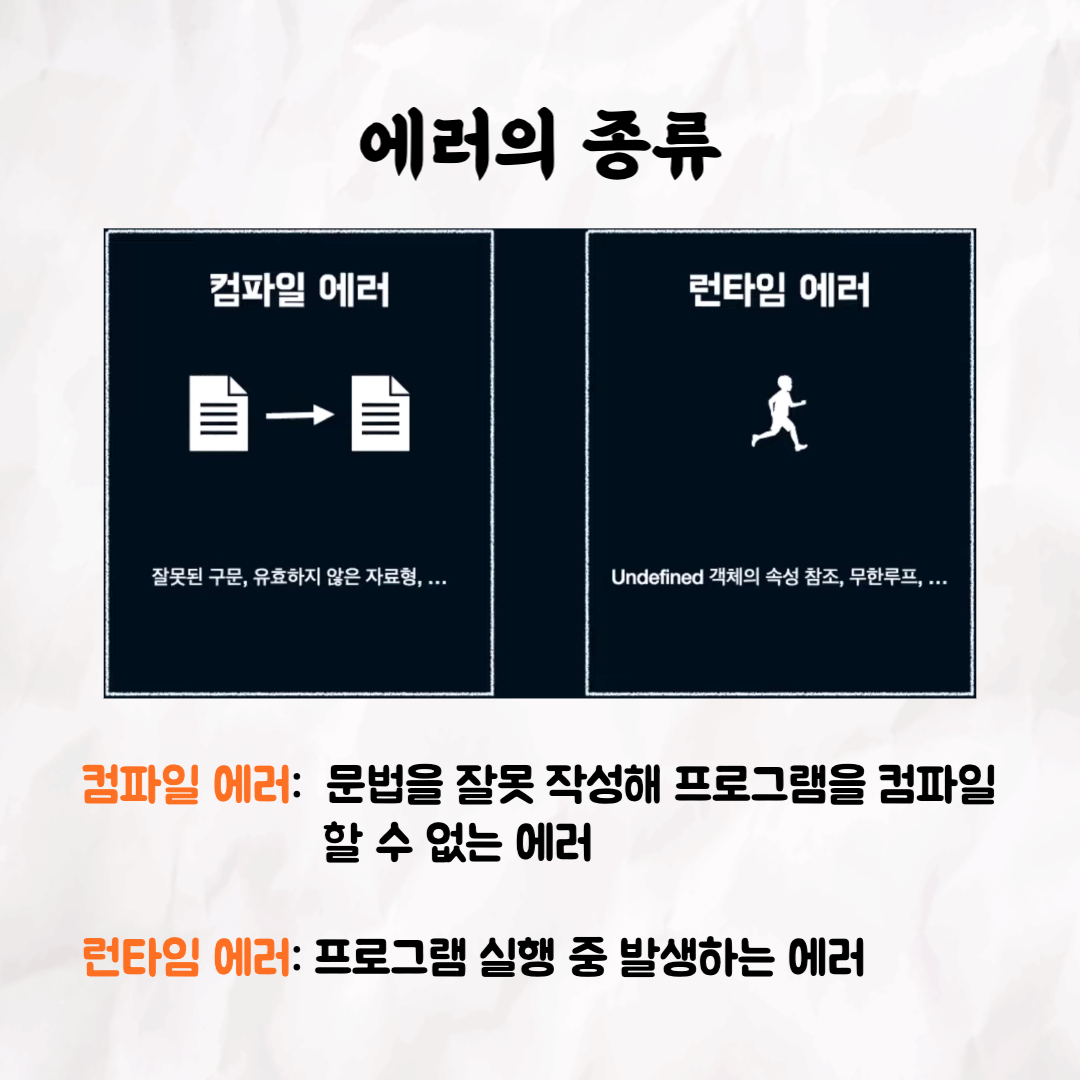 에러의 종류
컴파일 에러
런타임 에러
잘못된 구문, 유효하지 않은 자료형, ...
Undefined 객체의 속성 참조, 무한루프, ...
컴파일 에러: 문법을 잘못 작성해 프로그램을 컴파일
할 수 없는 에러
런타임 에러: 프로그램 실행 중 발생하는 에러